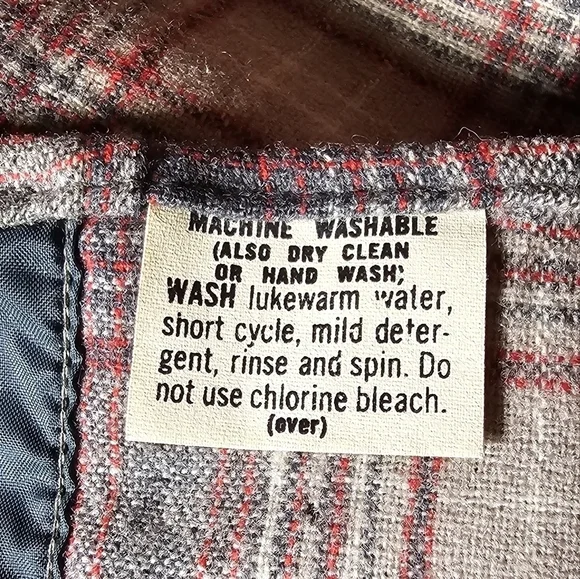 MACHINE WASHABLE
(ALSO DRY CLEAN
OR HAND WASH)
WASH lukewarm water,
short cycle, mild deter-
gent, rinse and spin. Do
not use chlorine bleach.
(over)